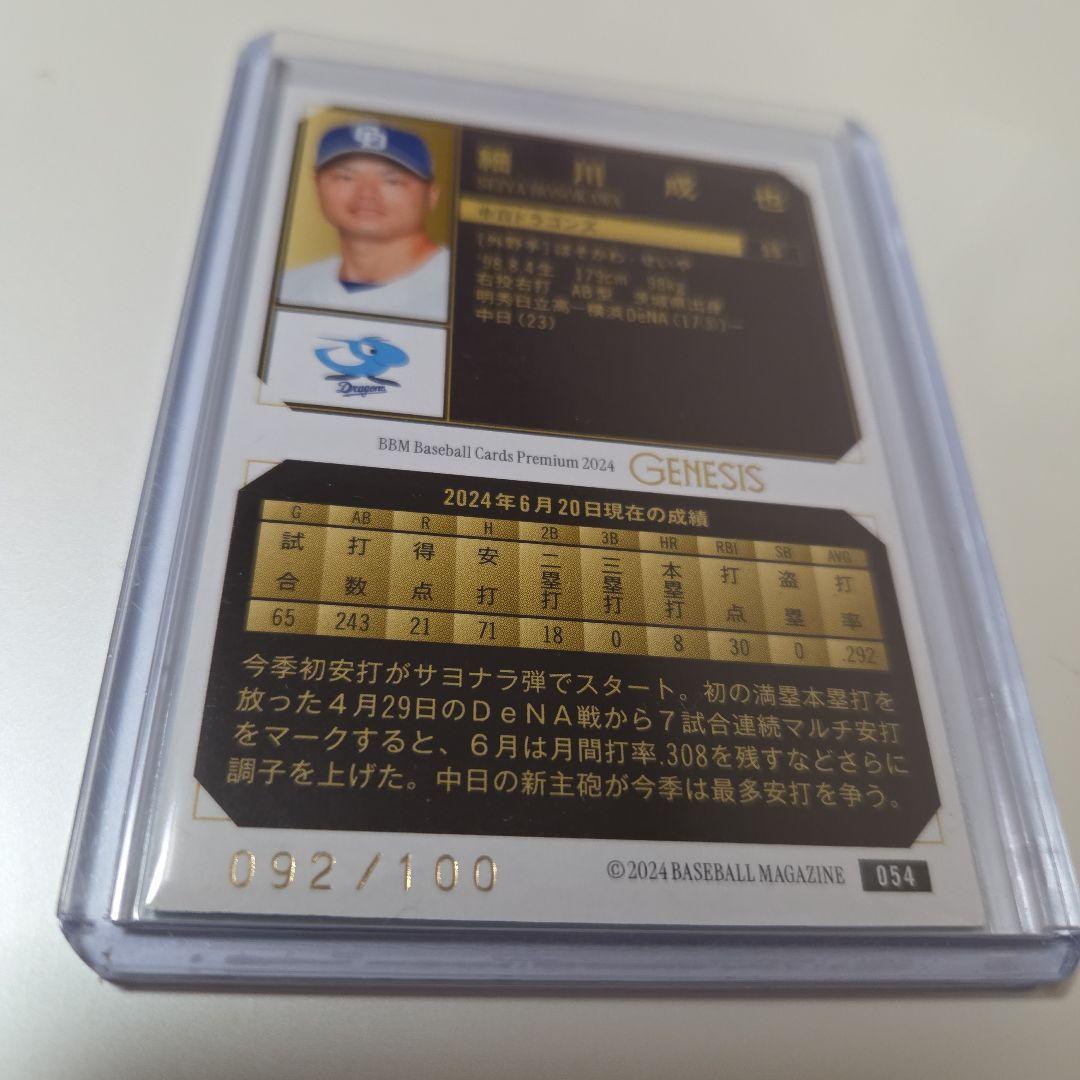 細川成也
SEIYA HOSOKAWA
中日ドラゴンズ
[外野手] ほそかわ・せいや
'98.8.4生 179cm 98kg
右投右打 AB型 茨城県出身
明秀日立高ー横浜DeNA(17.5)ー
中日(23)
Dragons
BBM Baseball Cards Premium 2024 GENESIS
2024年6月20日現在の成績
G AB R H 2B 3B HR RBI SB AVG.
試合 打数 得点 安打 二塁打 三塁打 本塁打 打点 盗塁 打率
65 243 21 71 18 0 8 30 0 .292
今季初安打がサヨナラ弾でスタート。初の満塁本塁打を
放った4月29日のDeNA戦から7試合連続マルチ安打
をマークすると、6月は月間打率.308を残すなどさらに
調子を上げた。中日の新主砲が今季は最多安打を争う。
092/100
©2024 BASEBALL MAGAZINE 054